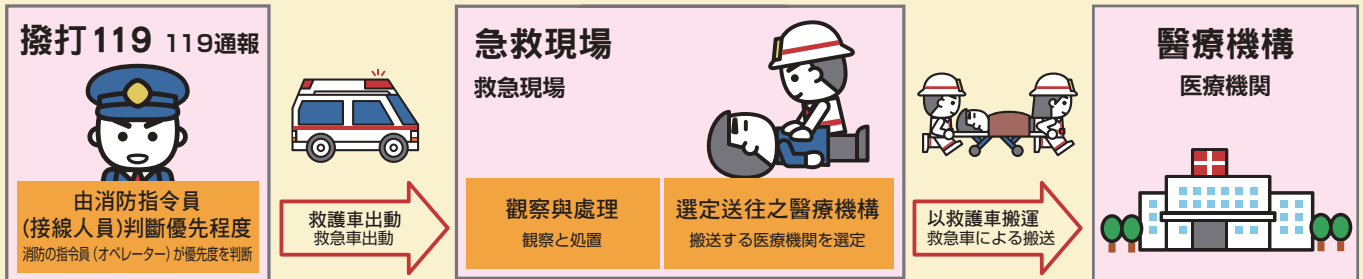 撥打119 119通報
由消防指令員
(接線人員)判斷優先程度
消防の指令員(オペレーター)が優先度を判断
救護車出動
救急車出動
急救現場
救急現場
觀察與處理
観察と処置
選定送往之醫療機構
搬送する医療機関を選定
以救護車搬運
救急車による搬送
醫療機構
医療機関